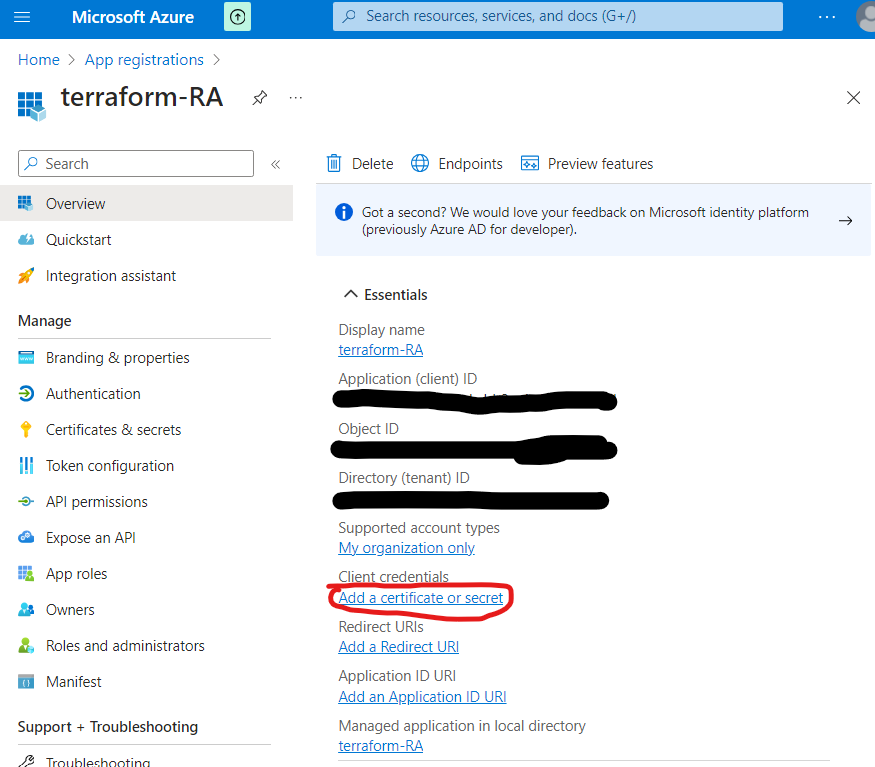 Microsoft Azure
Search resources, services, and docs (G+/)
Home > App registrations >
terraform-RA
Search
Overview
Quickstart
Integration assistant
Manage
Branding & properties
Authentication
Certificates & secrets
Token configuration
API permissions
Expose an API
App roles
Owners
Roles and administrators
Manifest
Support + Troubleshooting
Troubleshooting
Delete
Endpoints
Preview features
Got a second? We would love your feedback on Microsoft identity platform
(previously Azure AD for developer).
Essentials
Display name
terraform-RA
Application (client) ID
Object ID
Directory (tenant) ID
Supported account types
My organization only
Client credentials
Add a certificate or secret
Redirect URIs
Add a Redirect URI
Application ID URI
Add an Application ID URI
Managed application in local directory
terraform-RA